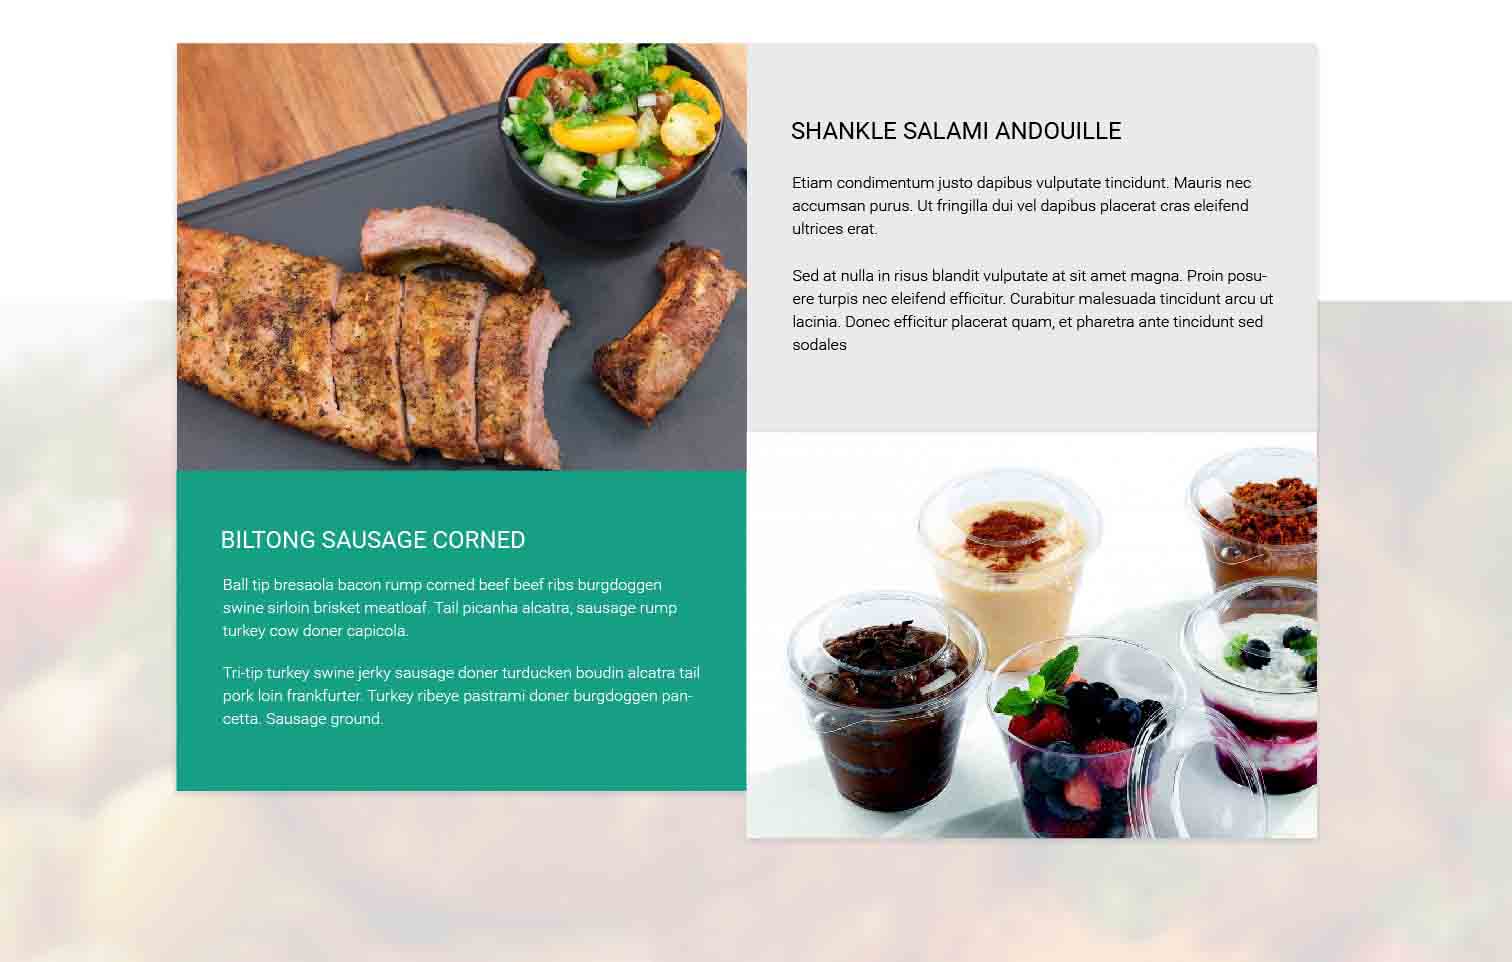 SHANKLE SALAMI ANDOUILLE
Etiam condimentum justo dapibus vulputate tincidunt. Mauris nec
accumsan purus. Ut fringilla dui vel dapibus placerat cras eleifend
ultrices erat.
Sed at nulla in risus blandit vulputate at sit amet magna. Proin posu-
ere turpis nec eleifend efficitur. Curabitur malesuada tincidunt arcu ut
lacinia. Donec efficitur placerat quam, et pharetra ante tincidunt sed
sodales
BILTONG SAUSAGE CORNED
Ball tip bresaola bacon rump corned beef beef ribs burgdoggen
swine sirloin brisket meatloaf. Tail picanha alcatra, sausage rump
turkey cow doner capicola.
Tri-tip turkey swine jerky sausage doner turducken boudin alcatra tail
pork loin frankfurter. Turkey ribeye pastrami doner burgdoggen pan-
cetta. Sausage ground.